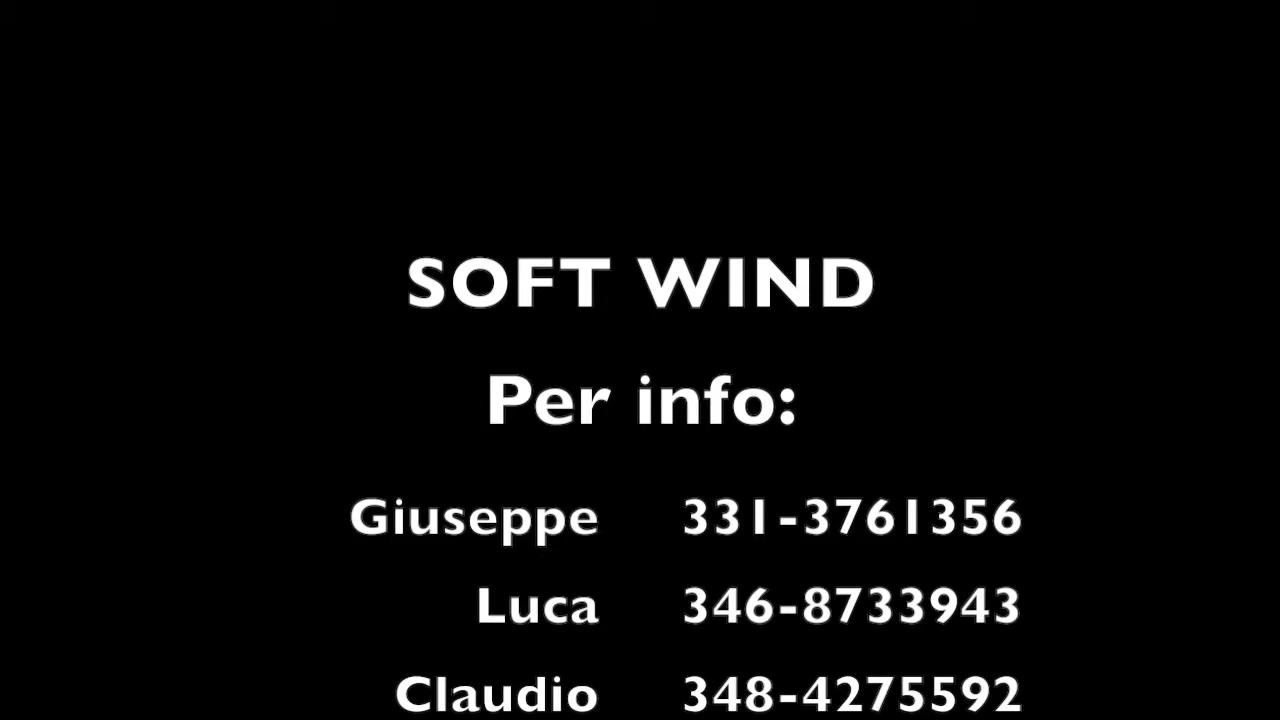 SOFT WIND
Per info:
Giuseppe 331-3761356
Luca 346-8733943
Claudio 348-4275592